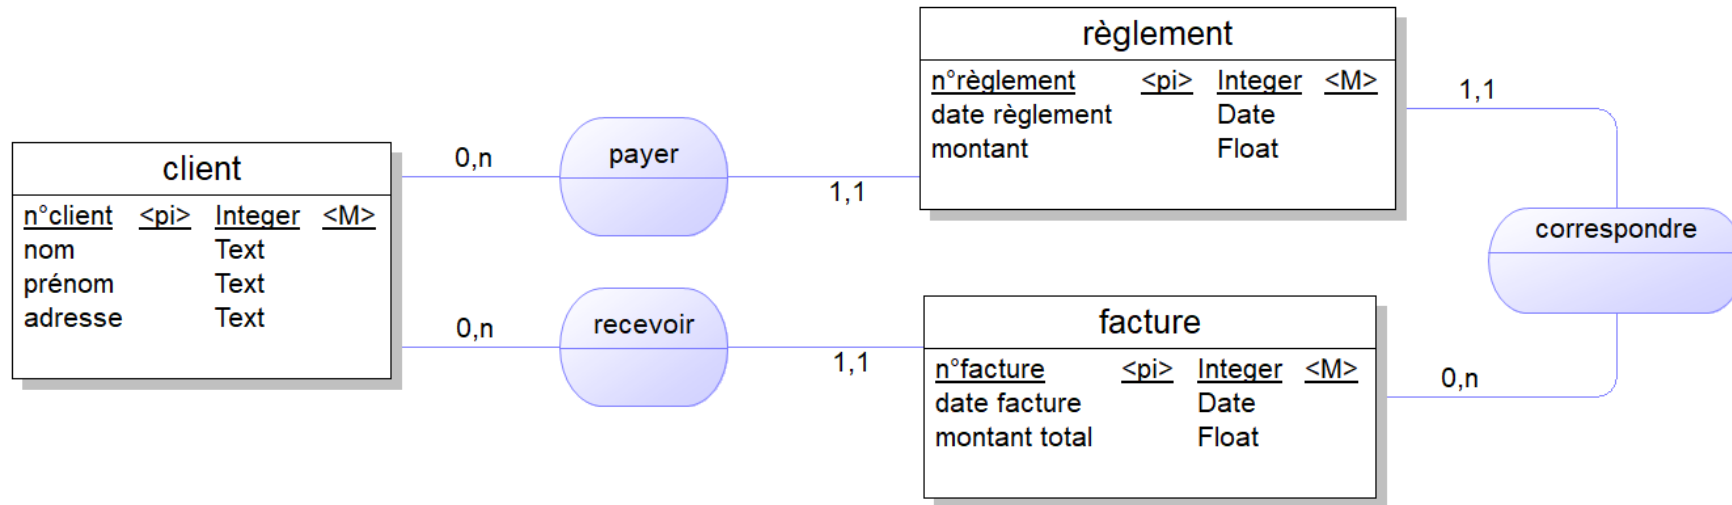 client
n°client <pi> Integer <M>
nom Text
prénom Text
adresse Text
0,n
payer
1,1
règlement
n°règlement <pi> Integer <M>
date règlement Date
montant Float
1,1
correspondre
0,n
recevoir
1,1
facture
n°facture <pi> Integer <M>
date facture Date
montant total Float
0,n